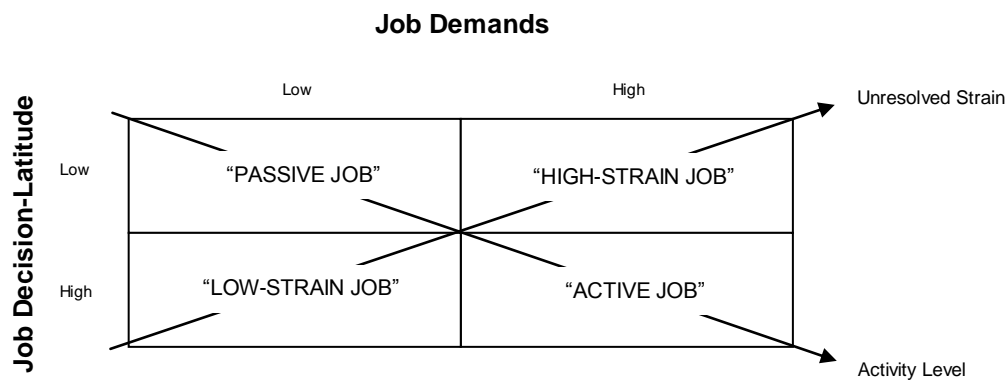 Job Demands
Low
High
Unresolved Strain
Job Decision-Latitude
Low
“PASSIVE JOB”
“HIGH-STRAIN JOB”
High
“LOW-STRAIN JOB”
“ACTIVE JOB”
Activity Level